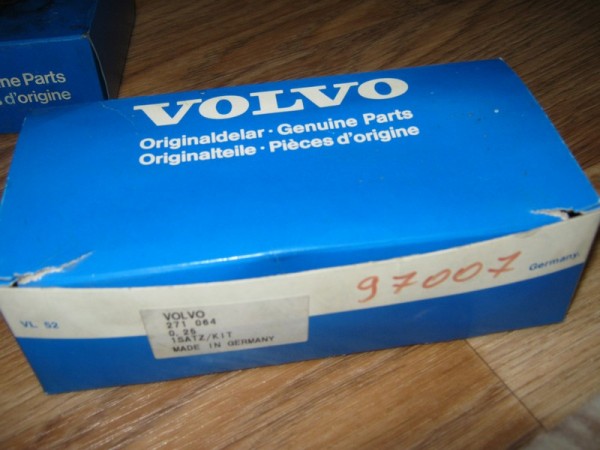 ne Parts
s d'origine
VOLVO
Originaldelar · Genuine Parts
Originalteile · Pièces d'origine
97007
Germany
VL 52
VOLVO
271 064
0.25
1SATZ/KIT
MADE IN GERMANY